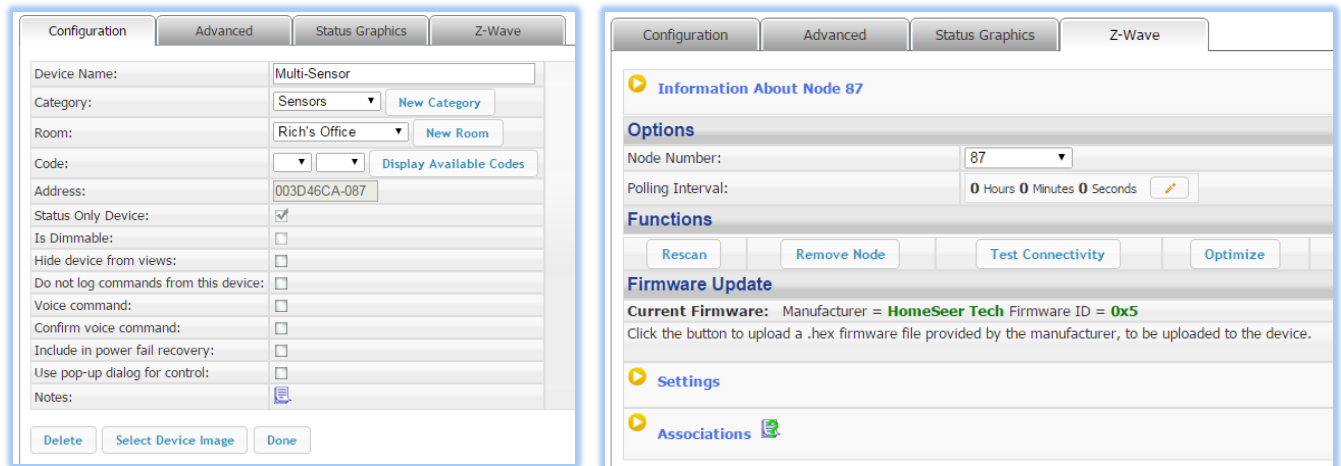 Configuration Advanced Status Graphics Z-Wave
Device Name: Multi-Sensor
Category: Sensors New Category
Room: Rich's Office New Room
Code: Display Available Codes
Address: 003D46CA-087
Status Only Device:
Is Dimmable:
Hide device from views:
Do not log commands from this device:
Voice command:
Confirm voice command:
Include in power fail recovery:
Use pop-up dialog for control:
Notes:
Delete Select Device Image Done
Configuration Advanced Status Graphics Z-Wave
Information About Node 87
Options
Node Number: 87
Polling Interval: 0 Hours 0 Minutes 0 Seconds
Functions
Rescan Remove Node Test Connectivity Optimize
Firmware Update
Current Firmware: Manufacturer = HomeSeer Tech Firmware ID = 0x5
Click the button to upload a .hex firmware file provided by the manufacturer, to be uploaded to the device.
Settings
Associations